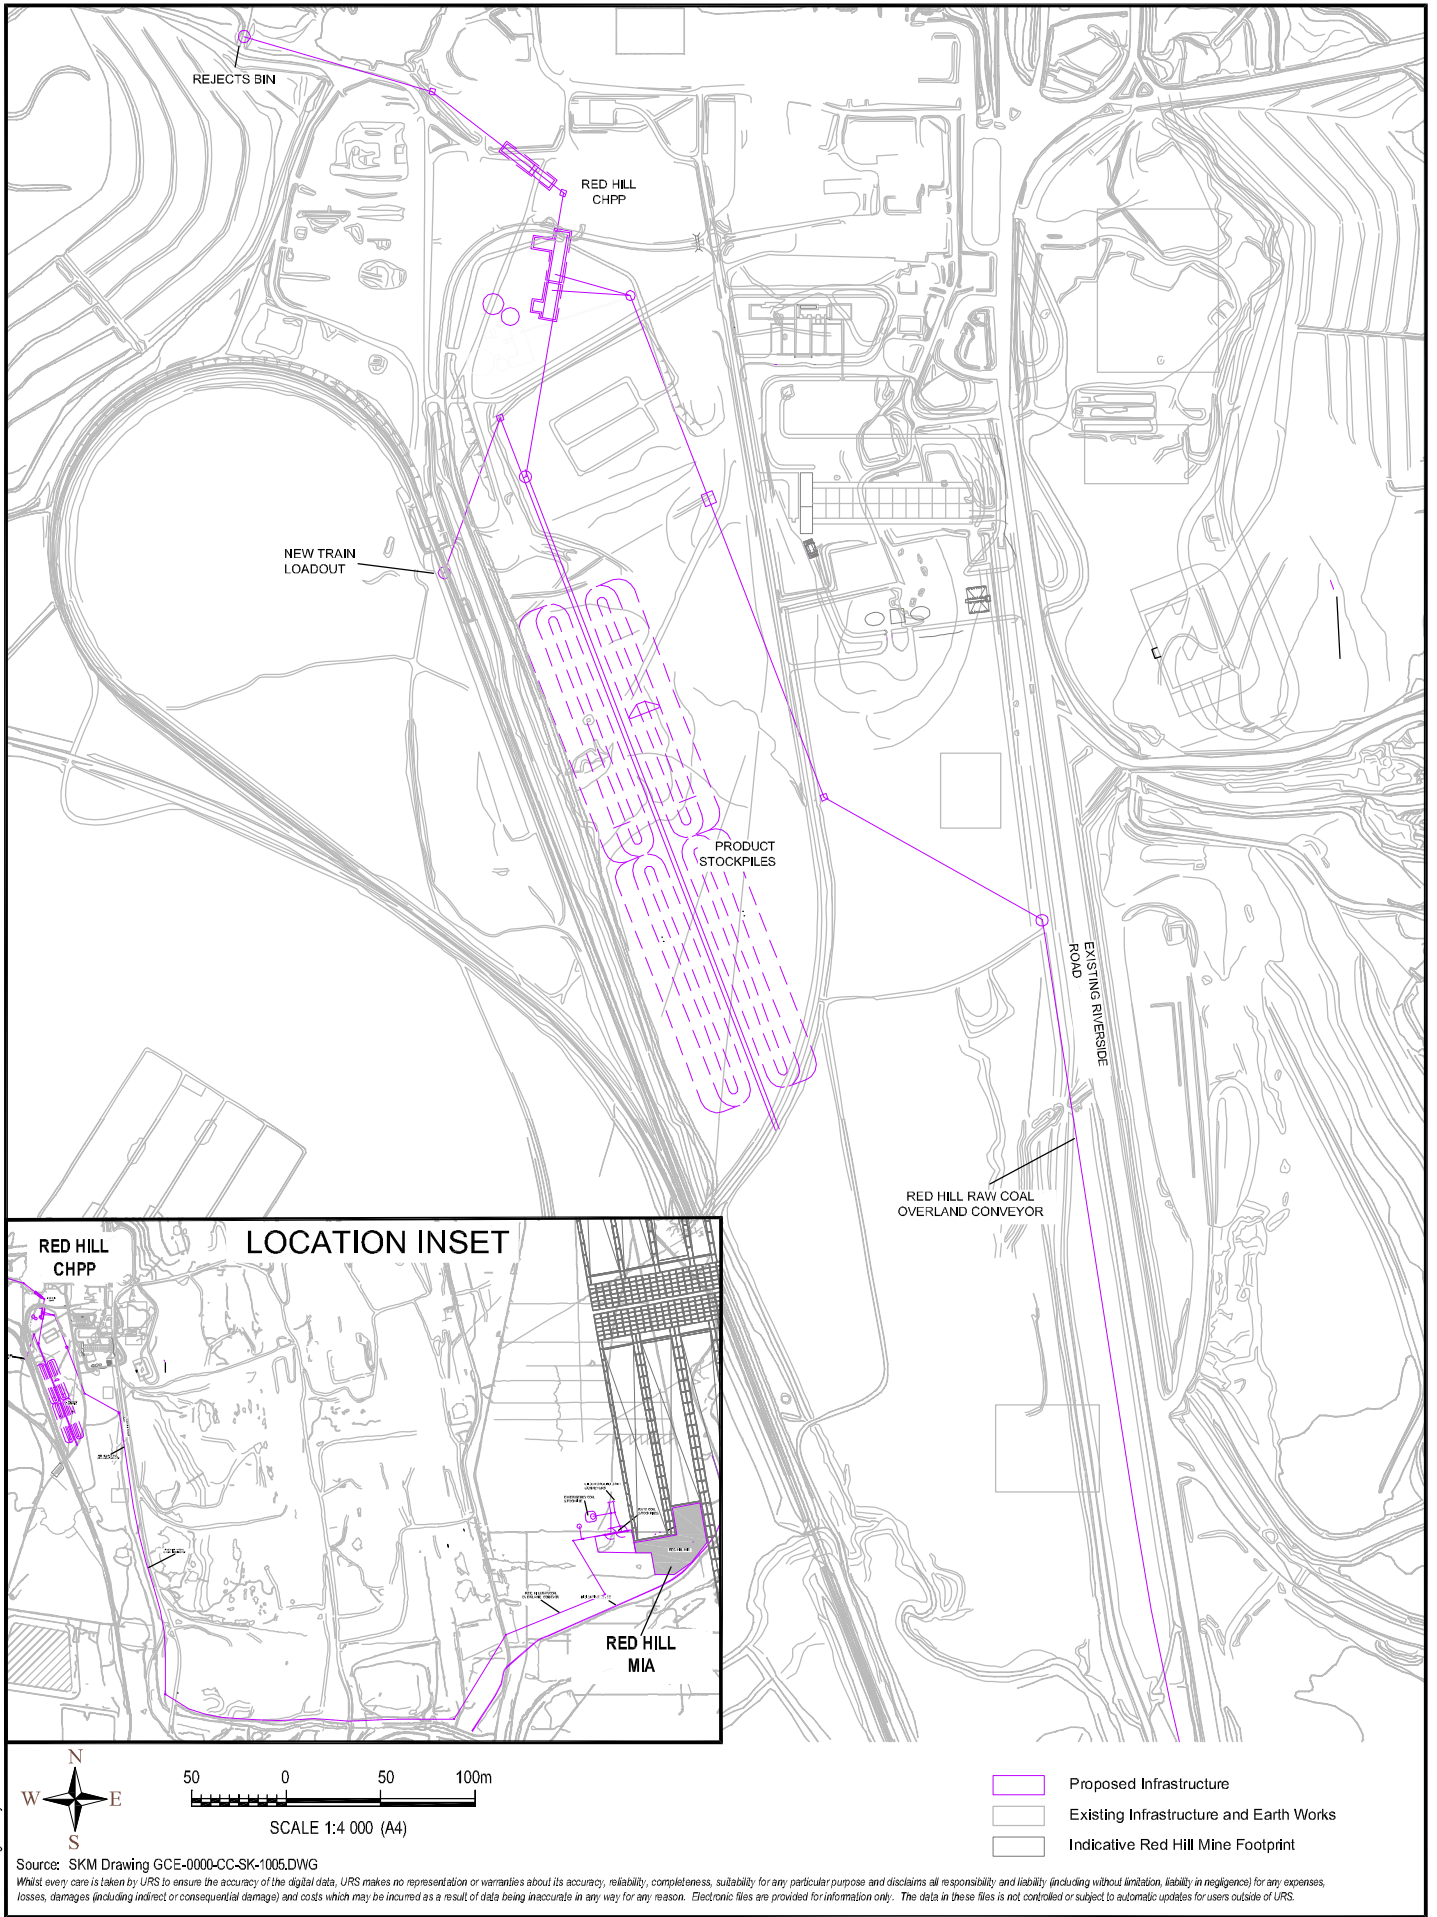 REJECTS BIN
RED HILL
CHPP
NEW TRAIN
LOADOUT
PRODUCT
STOCKPILES
EXISTING RIVERSIDE
ROAD
RED HILL RAW COAL
OVERLAND CONVEYOR
LOCATION INSET
RED HILL
CHPP
RED HILL
MIA
N
W E
S
50 0 50 100m
SCALE 1:4 000 (A4)
Proposed Infrastructure
Existing Infrastructure and Earth Works
Indicative Red Hill Mine Footprint
Source: SKM Drawing GCE-0000-CC-SK-1005.DWG
Whilst every care is taken by URS to ensure the accuracy of the digital data, URS makes no representation or warranties about its accuracy, reliability, completeness, suitability for any particular purpose and disclaims all responsibility and liability (including without limitation, liability in negligence) for any expenses,
losses, damages (including indirect or consequential damage) and costs which may be incurred as a result of data being inaccurate in any way for any reason. Electronic files are provided for information only. The data in these files is not controlled or subject to automatic updates for users outside of URS.